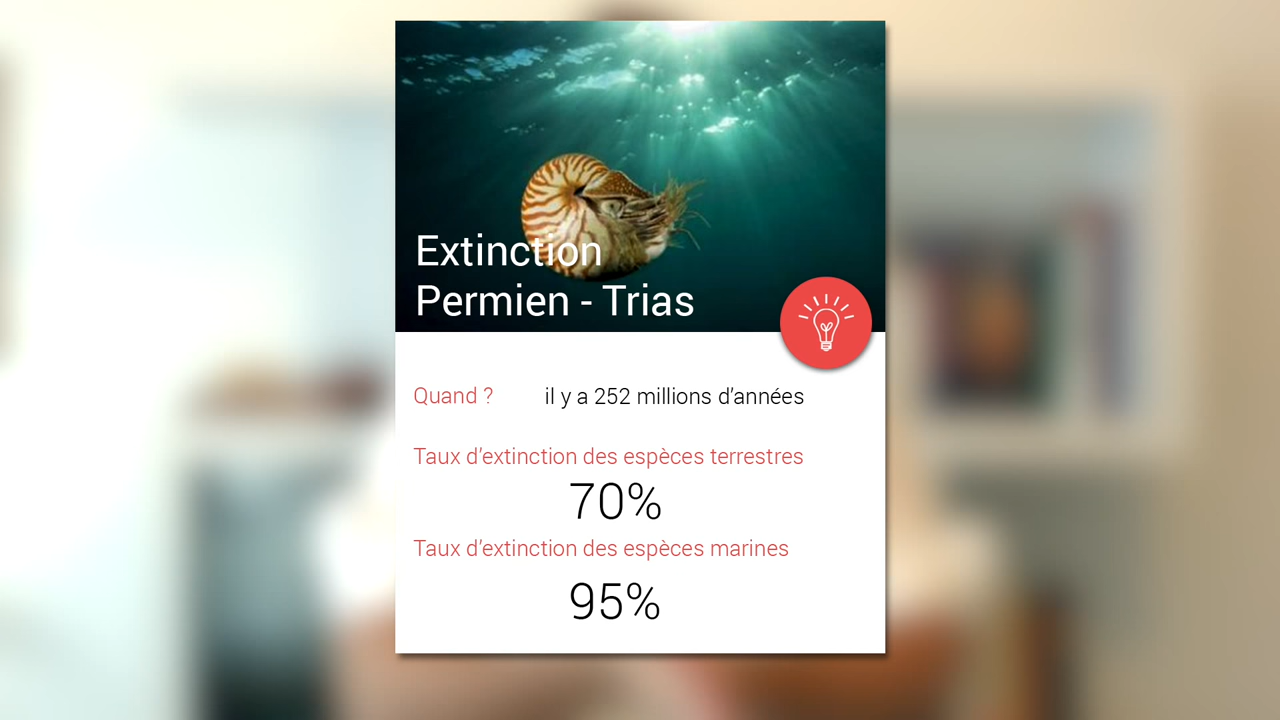 Extinction
Permien - Trias
Quand ? il y a 252 millions d'années
Taux d'extinction des espèces terrestres
70%
Taux d'extinction des espèces marines
95%